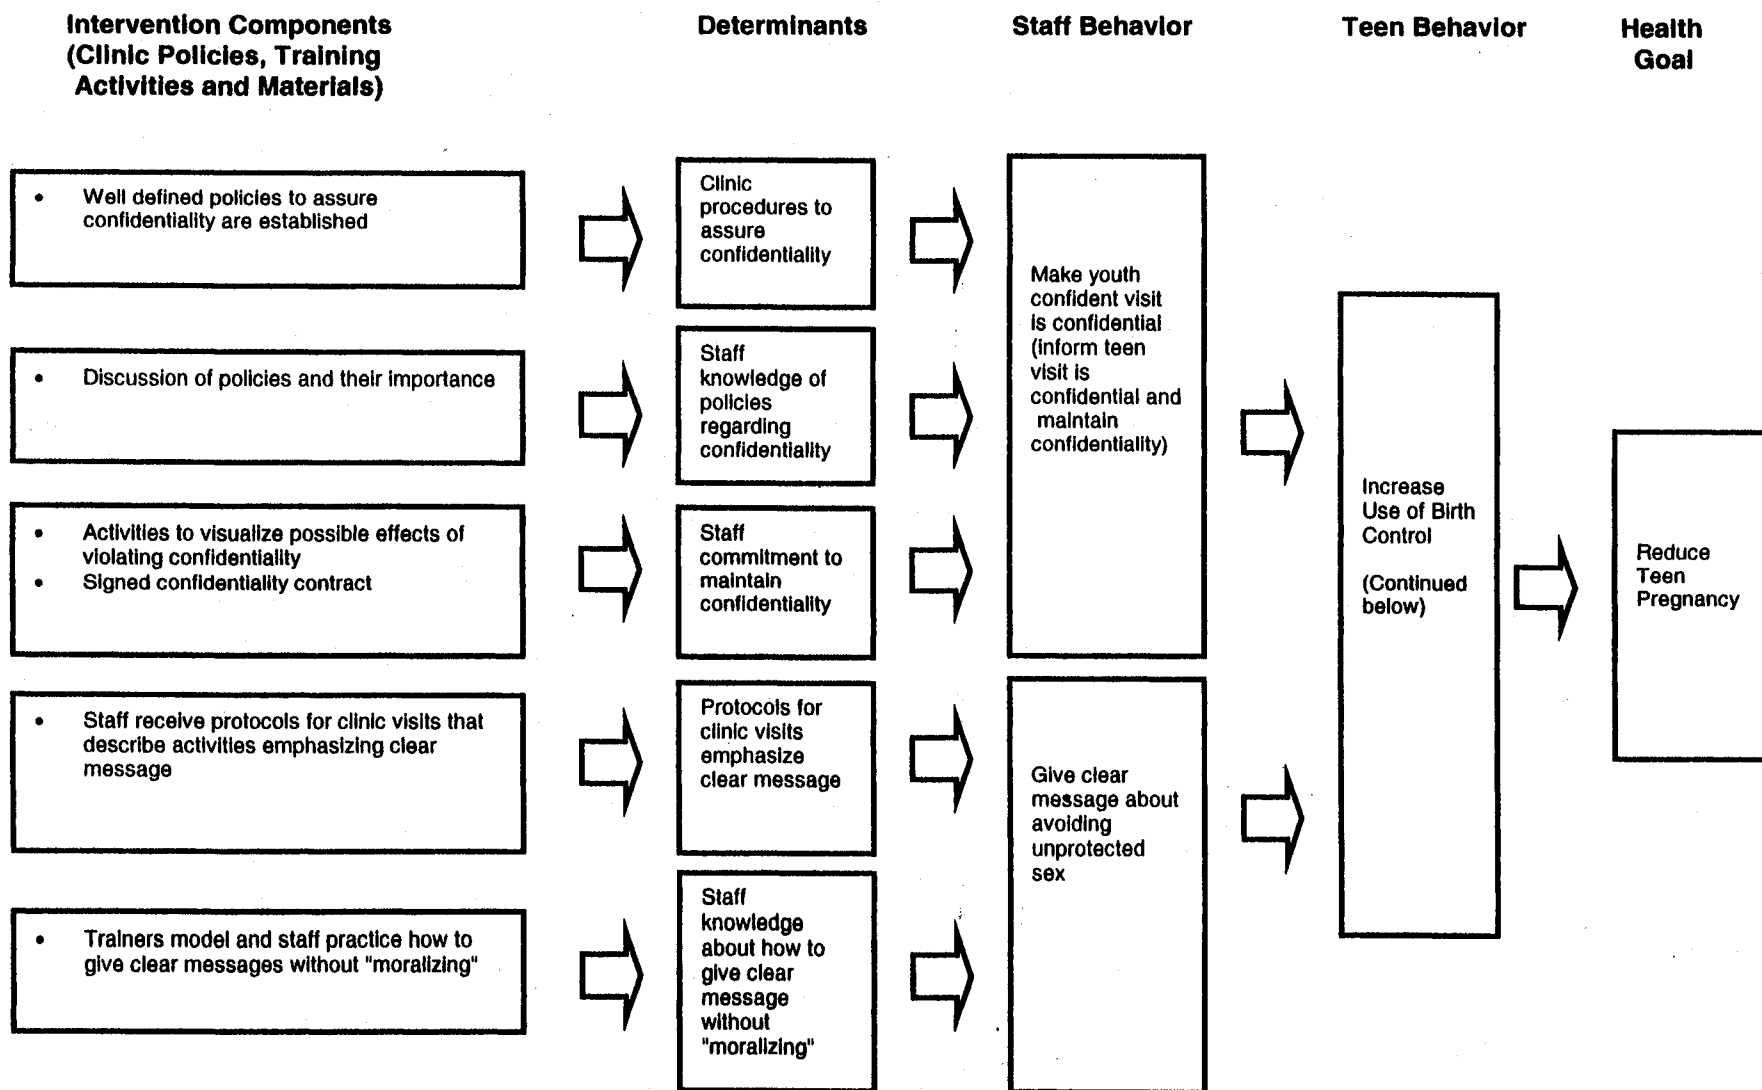 Intervention Components
(Clinic Policies, Training
Activities and Materials)
Determinants
Staff Behavior
Teen Behavior
Health
Goal
• Well defined policies to assure
confidentiality are established
Clinic
procedures to
assure
confidentiality
• Discussion of policies and their importance
Staff
knowledge of
policies
regarding
confidentiality
• Activities to visualize possible effects of
violating confidentiality
• Signed confidentiality contract
Staff
commitment to
maintain
confidentiality
Make youth
confident visit
is confidential
(inform teen
visit is
confidential and
maintain
confidentiality)
• Staff receive protocols for clinic visits that
describe activities emphasizing clear
message
Protocols for
clinic visits
emphasize
clear message
• Trainers model and staff practice how to
give clear messages without "moralizing"
Staff
knowledge
about how to
give clear
message
without
"moralizing"
Give clear
message about
avoiding
unprotected
sex
Increase
Use of Birth
Control
(Continued
below)
Reduce
Teen
Pregnancy